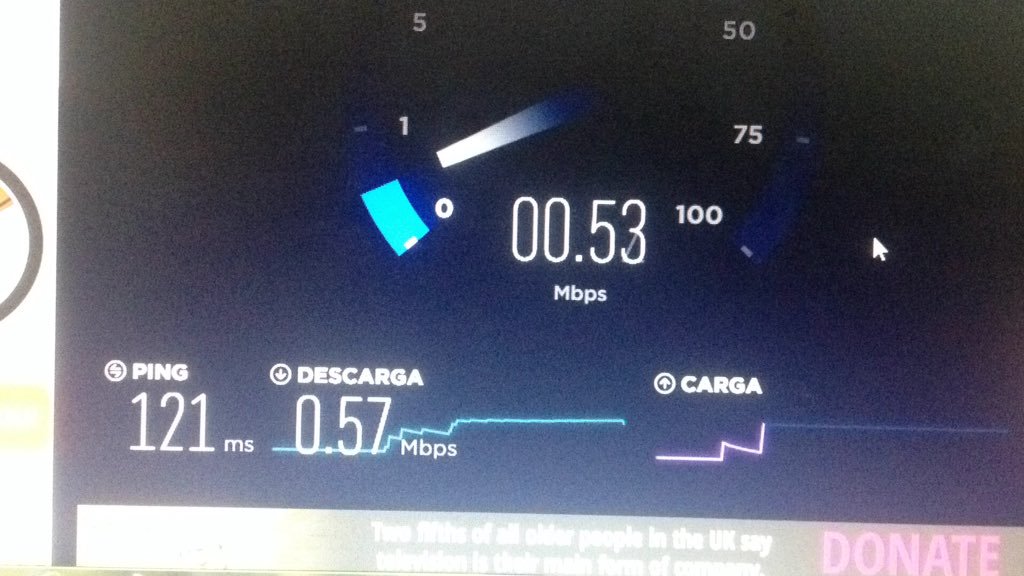 5
50
1
75
0
00.53
100
Mbps
PING
DESCARGA
CARGA
121 ms
0.57 Mbps
Two fifths of all older people in the UK say
television is their main form of company.
DONATE